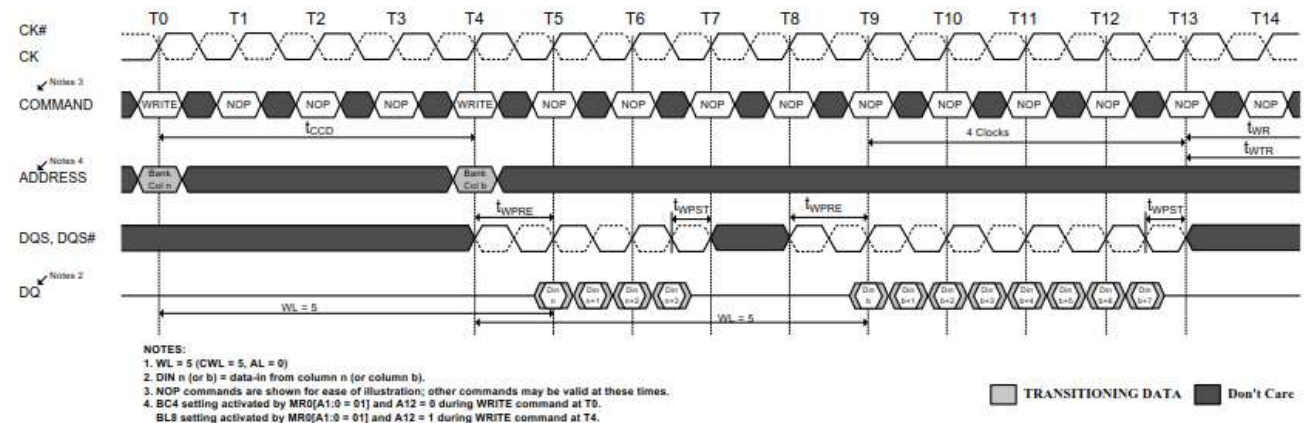 T0 T1 T2 T3 T4 T5 T6 T7 T8 T9 T10 T11 T12 T13 T14
CK#
CK
Notes 3
COMMAND WRITE NOP NOP NOP WRITE NOP NOP NOP NOP NOP NOP NOP NOP NOP NOP
tCCD 4 Clocks tWR
tWTR
Notes 4
ADDRESS Bank Col n Bank Col b
tWPRE tWPST tWPRE tWPST
DQS, DQS#
Notes 2
DQ Din n Din n+1 Din n+2 Din n+3 Din b Din b+1 Din b+2 Din b+3 Din b+4 Din b+5 Din b+6 Din b+7
WL = 5 WL = 5
NOTES:
1. WL = 5 (CWL = 5, AL = 0)
2. DIN n (or b) = data-in from column n (or column b).
3. NOP commands are shown for ease of illustration; other commands may be valid at these times.
4. BC4 setting activated by MR0[A1:0 = 01] and A12 = 0 during WRITE command at T0.
BL8 setting activated by MR0[A1:0 = 01] and A12 = 1 during WRITE command at T4.
TRANSITIONING DATA Don't Care